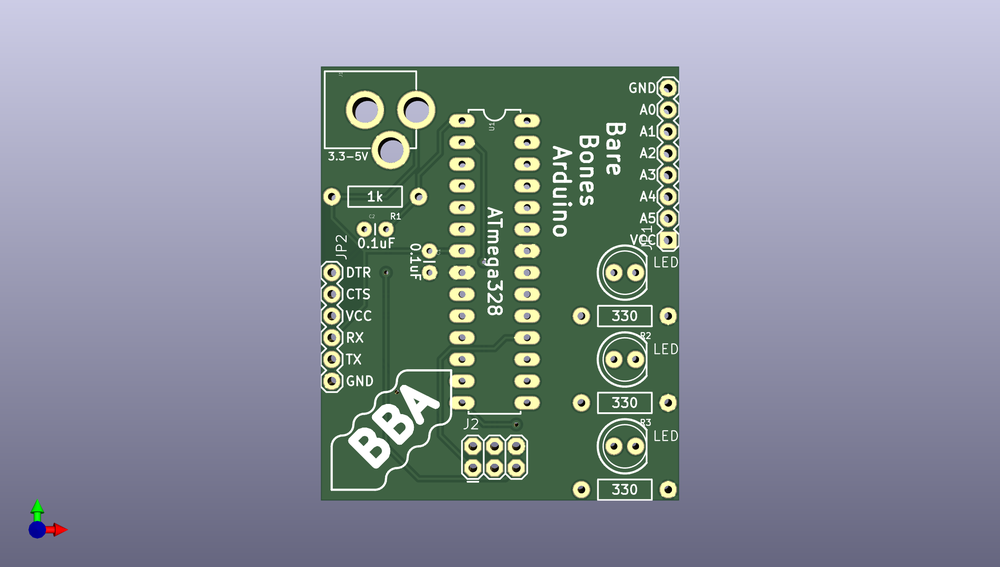 GND
A0
A1
A2
A3
A4
A5
VCC
Bare
Bones
Arduino
U1
3.3-5V
1k
R1
C2
0.1uF
0.1uF
JP2
DTR
CTS
VCC
RX
TX
GND
ATmega328
LED
330
R2
LED
330
R3
LED
330
BBA
J2